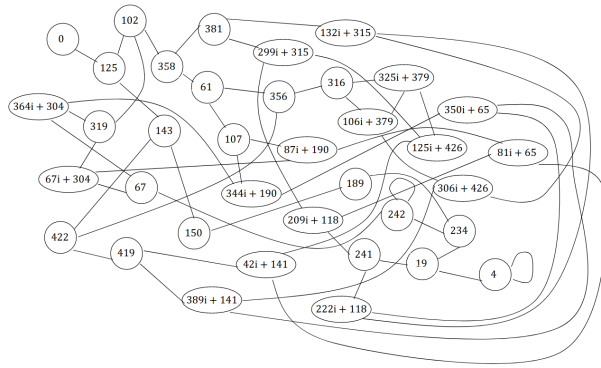 102
381
132i + 315
0
299i + 315
125
358
316
325i + 379
61
356
364i + 304
350i + 65
319
143
106i + 379
107
87i + 190
125i + 426
81i + 65
67i + 304
67
344i + 190
189
306i + 426
209i + 118
242
422
150
234
419
42i + 141
241
19
4
389i + 141
222i + 118